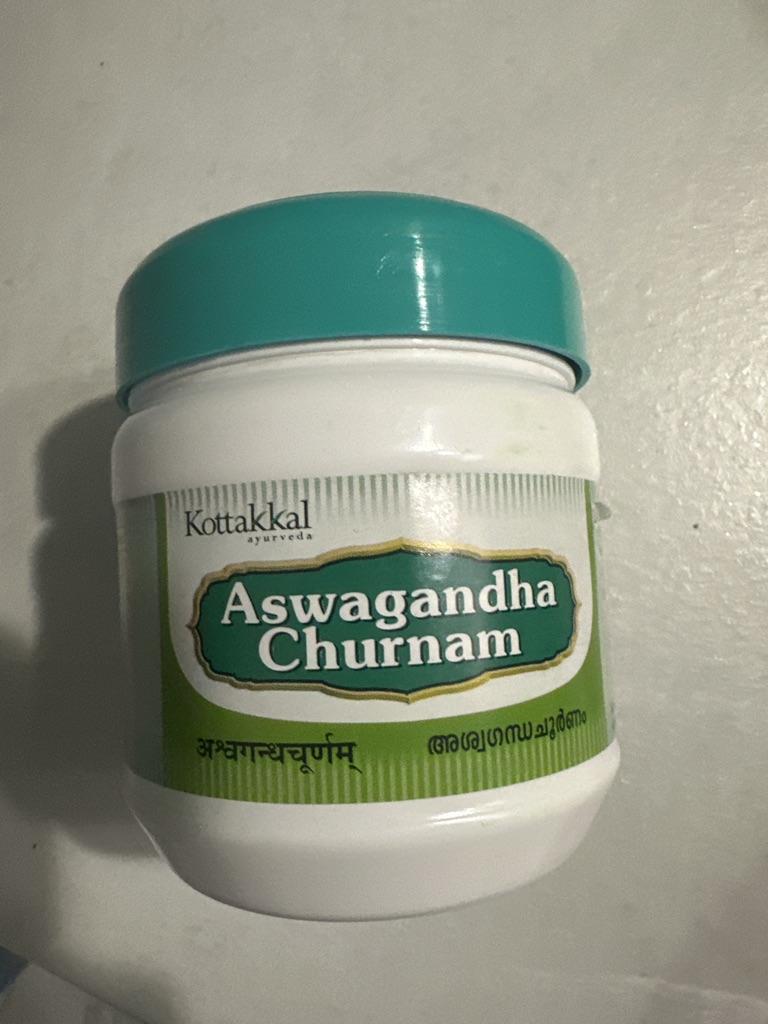 Kottakkal
ayurveda
Aswagandha
Churnam
अश्वगन्धचूर्णम्
അശ്വഗന്ധചൂർണം